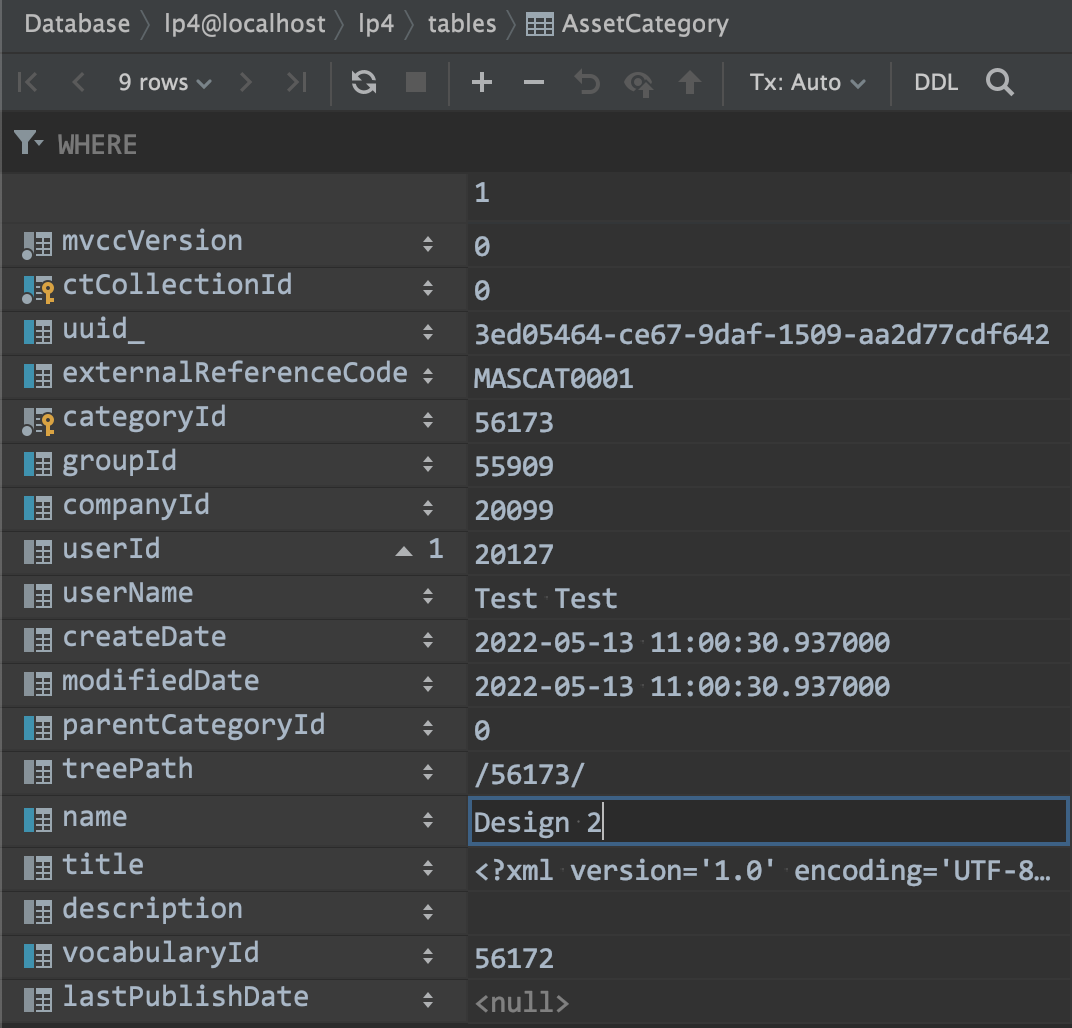 Database lp4@localhost lp4 tables AssetCategory
9 rows Tx: Auto DDL
WHERE
1
mvccVersion 0
ctCollectionId 0
uuid_ 3ed05464-ce67-9daf-1509-aa2d77cdf642
externalReferenceCode MASCAT0001
categoryId 56173
groupId 55909
companyId 20099
userId 1 20127
userName Test Test
createDate 2022-05-13 11:00:30.937000
modifiedDate 2022-05-13 11:00:30.937000
parentCategoryId 0
treePath /56173/
name Design 2
title <?xml version='1.0' encoding='UTF-8…
description
vocabularyId 56172
lastPublishDate <null>